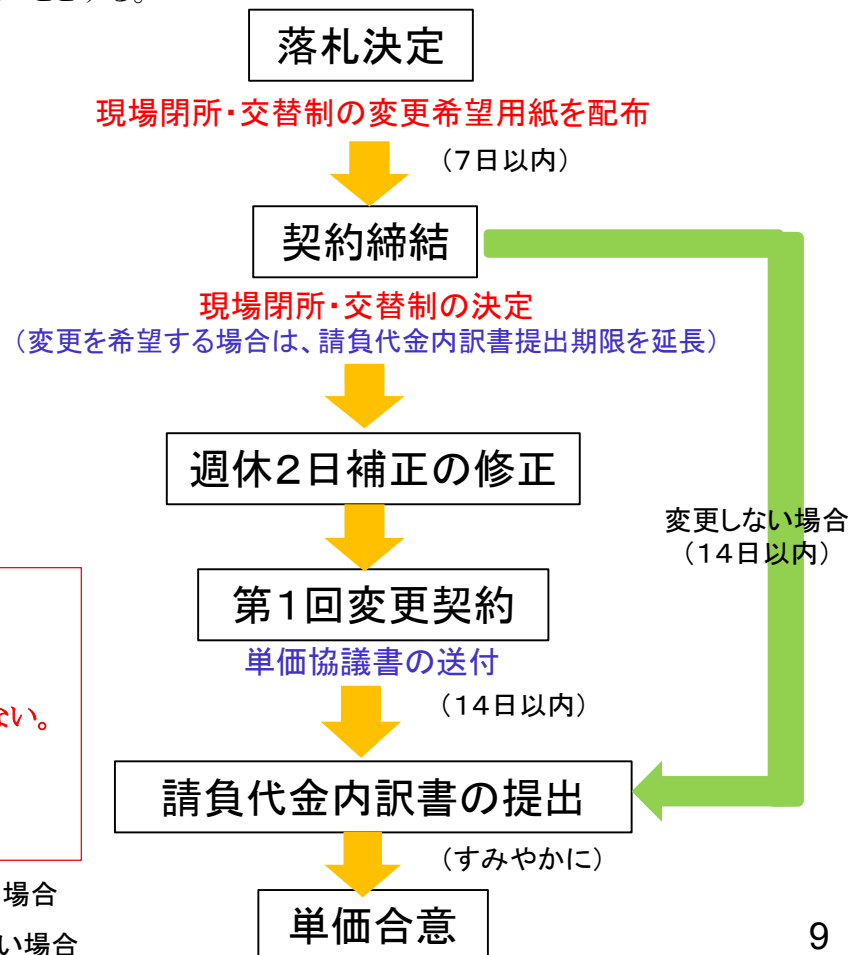 とする。
落札決定
現場閉所・交替制の変更希望用紙を配布
（7日以内）
契約締結
現場閉所・交替制の決定
（変更を希望する場合は、請負代金内訳書提出期限を延長）
週休２日補正の修正
変更しない場合
（14日以内）
第１回変更契約
単価協議書の送付
ない。
（14日以内）
請負代金内訳書の提出
（すみやかに）
場合
単価合意
い場合
9